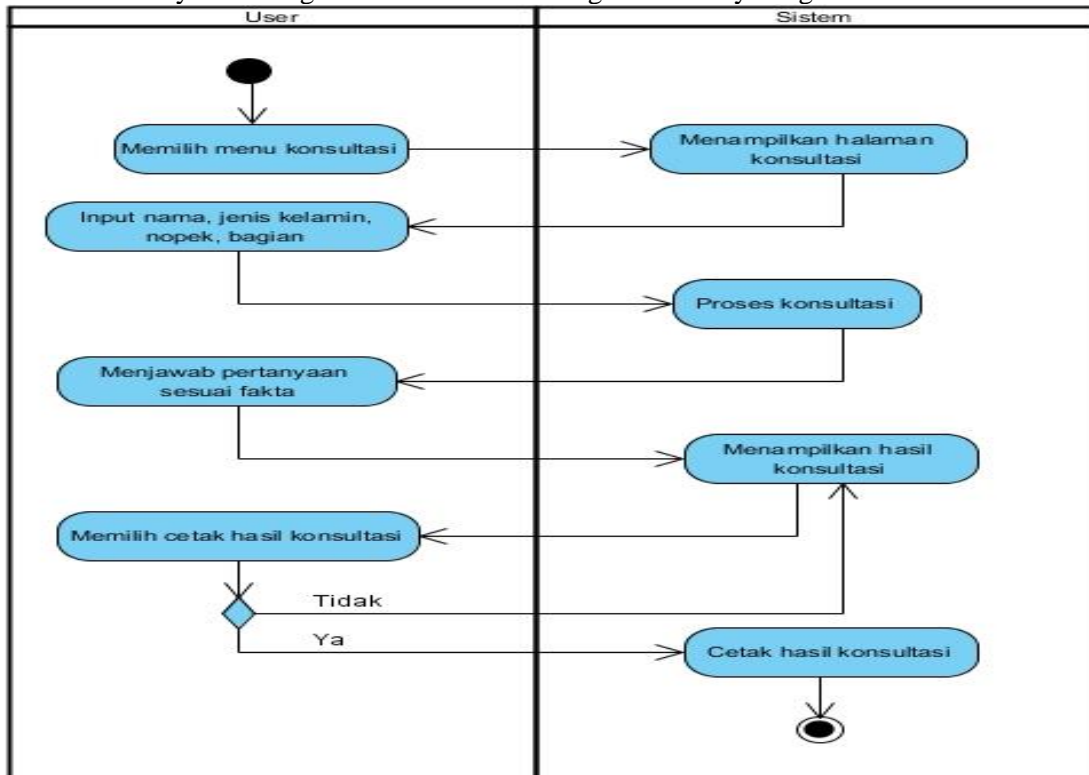 User
Sistem
Memilih menu konsultasi
Menampilkan halaman
konsultasi
Input nama, jenis kelamin,
nopek, bagian
Proses konsultasi
Menjawab pertanyaan
sesuai fakta
Menampilkan hasil
konsultasi
Memilih cetak hasil konsultasi
Tidak
Ya
Cetak hasil konsultasi